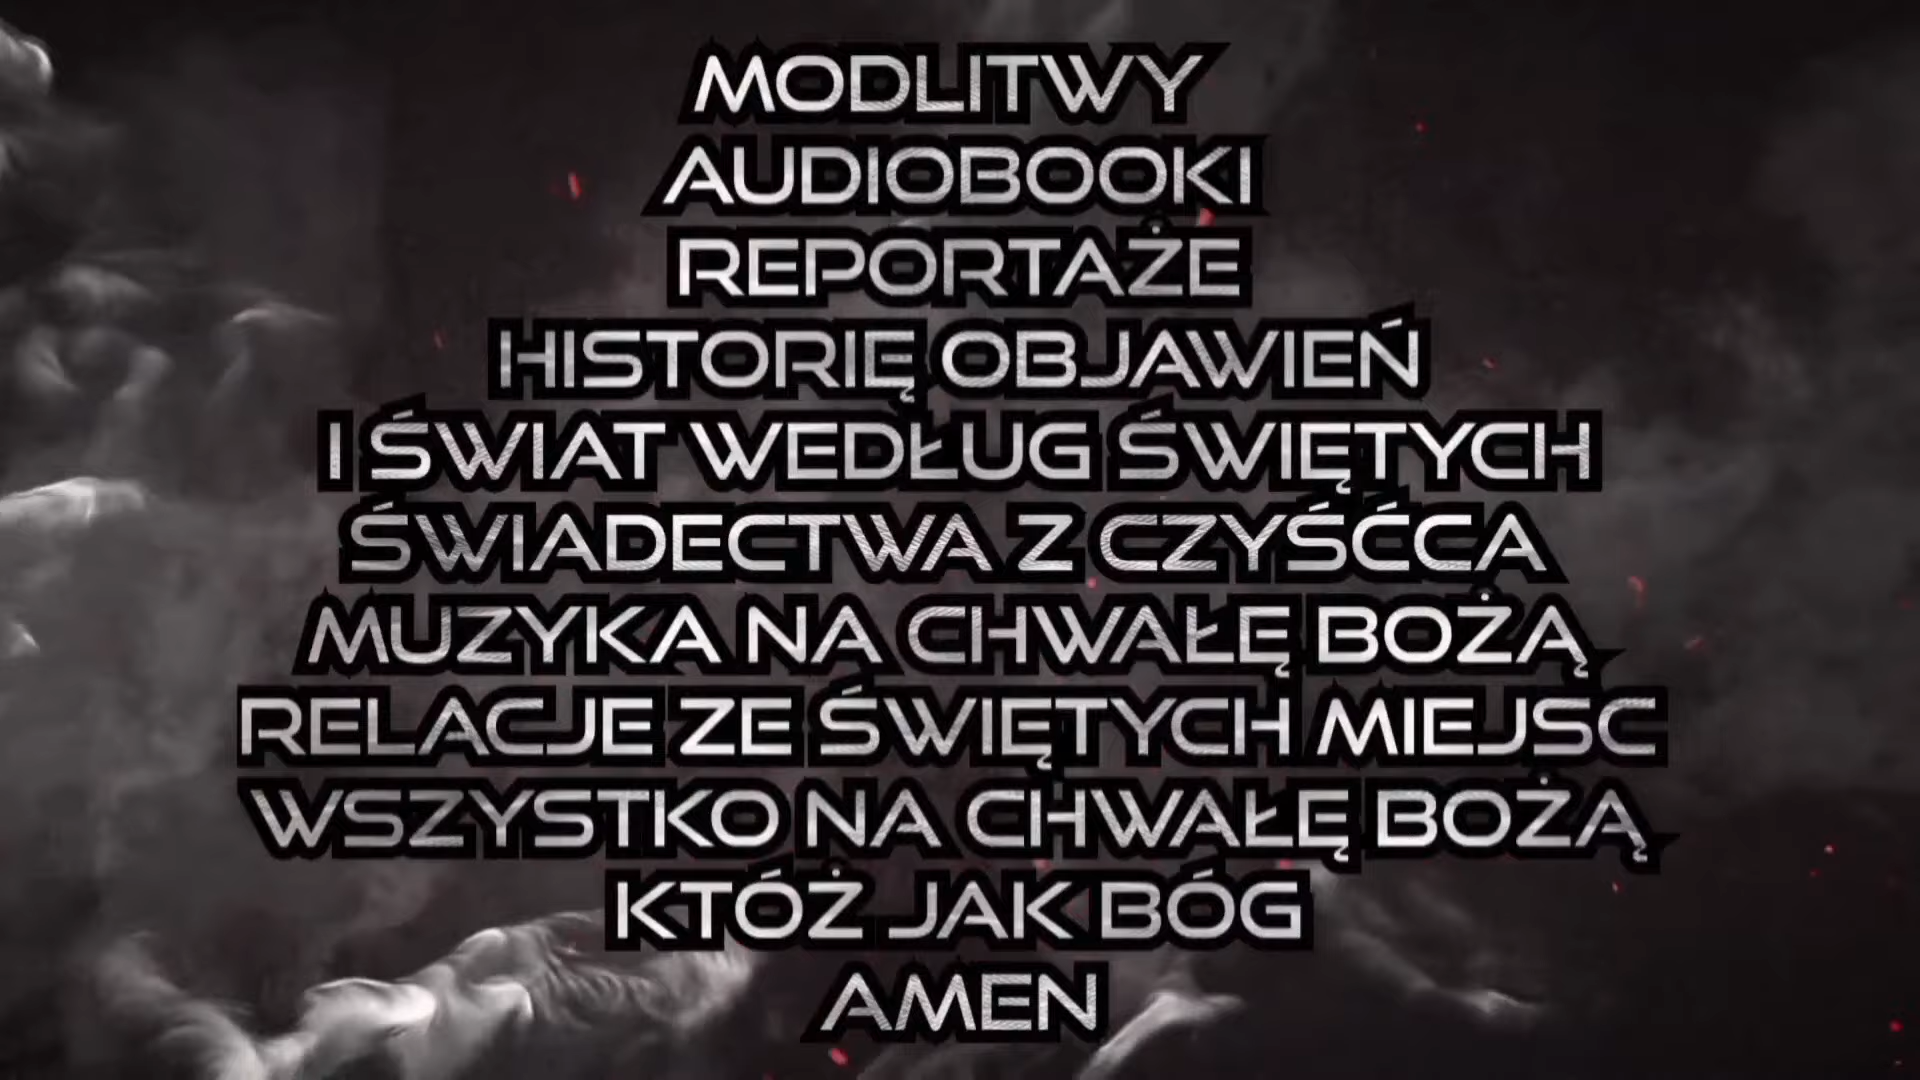 MODLITWY
AUDIOBOOKI
REPORTAŻE
HISTORIĘ OBJAWIEŃ
I ŚWIAT WEDŁUG ŚWIĘTYCH
ŚWIADECTWA Z CZYŚĆCA
MUZYKA NA CHWAŁĘ BOŻĄ
RELACJE ZE ŚWIĘTYCH MIEJSC
WSZYSTKO NA CHWAŁĘ BOŻĄ
KTÓŻ JAK BÓG
AMEN